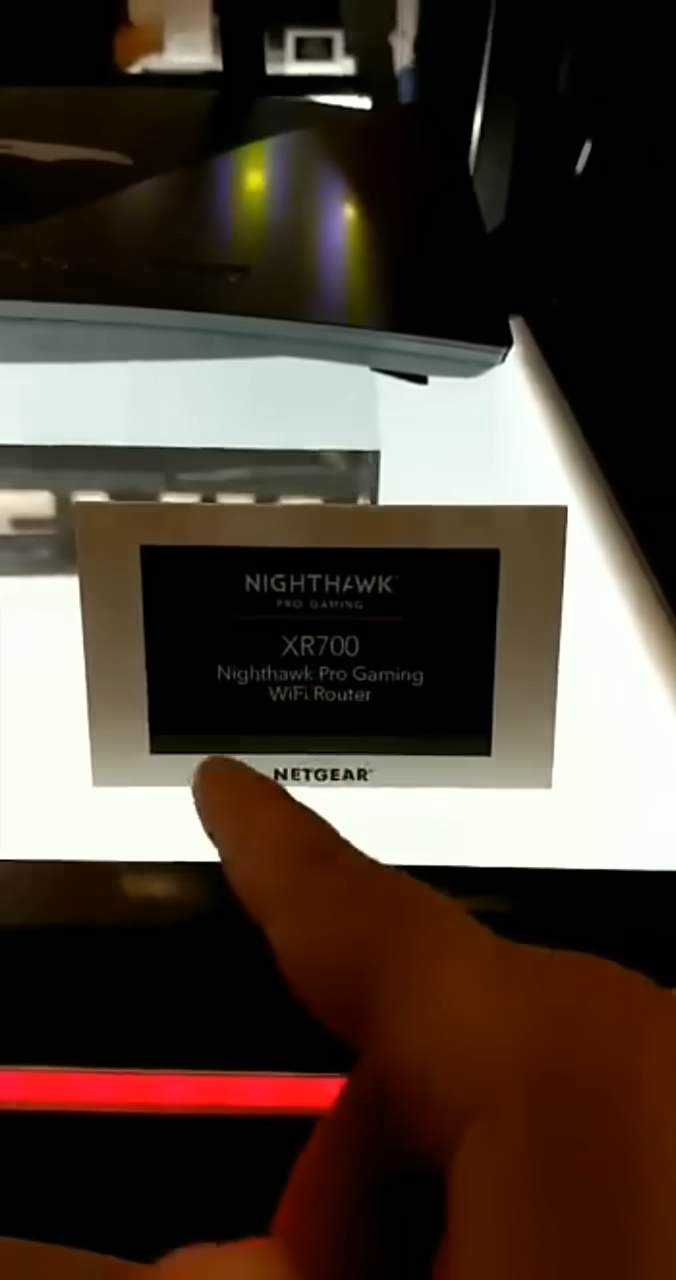 NIGHTHAWK
PRO GAMING
XR700
Nighthawk Pro Gaming
WiFi Router
NETGEAR